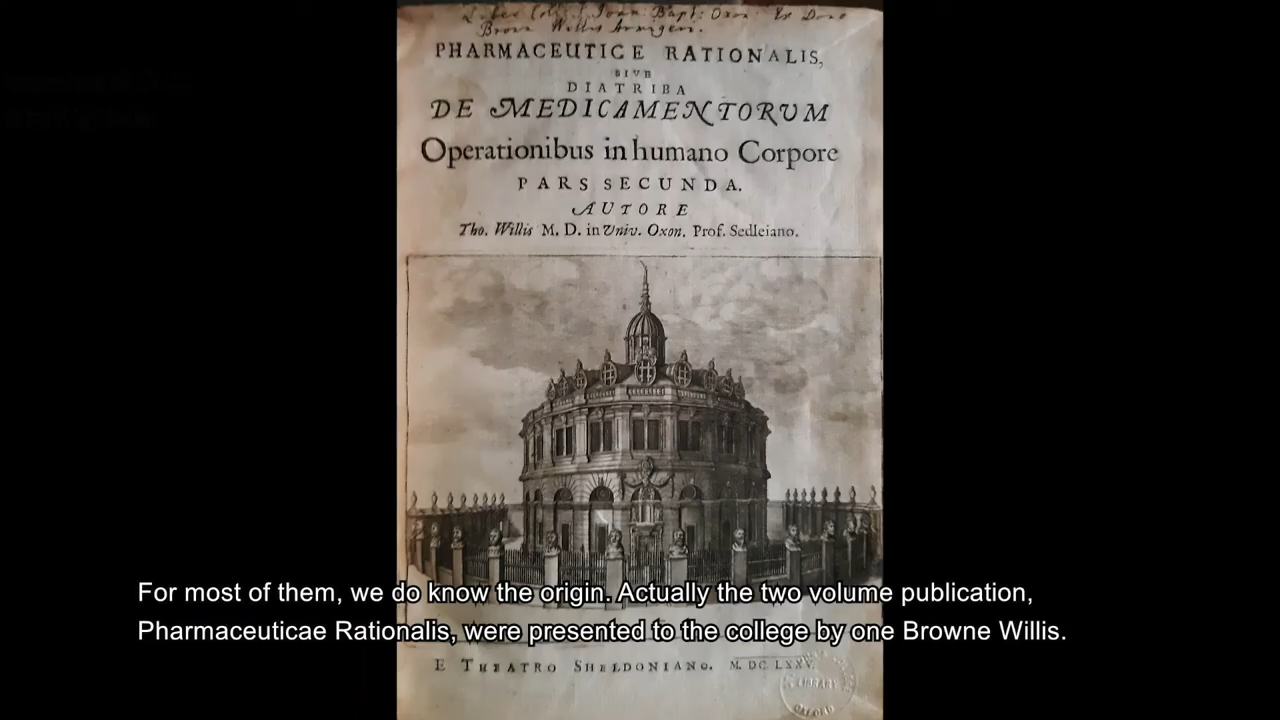 Liber Coll: S Joan: Bapt: Oxon: Ex Dono
Brown Willis Armigeri.
PHARMACEUTICE RATIONALIS,
SIVE
DIATRIBA
DE MEDICAMENTORUM
Operationibus in humano Corpore
PARS SECUNDA.
AUTORE
Tho. Willis M. D. in Univ. Oxon. Prof. Sedleiano.
For most of them, we do know the origin. Actually the two volume publication,
Pharmaceuticae Rationalis, were presented to the college by one Browne Willis.
E THEATRO SHELDONIANO. M. DC LXXV.
LIBRARY
OXFORD